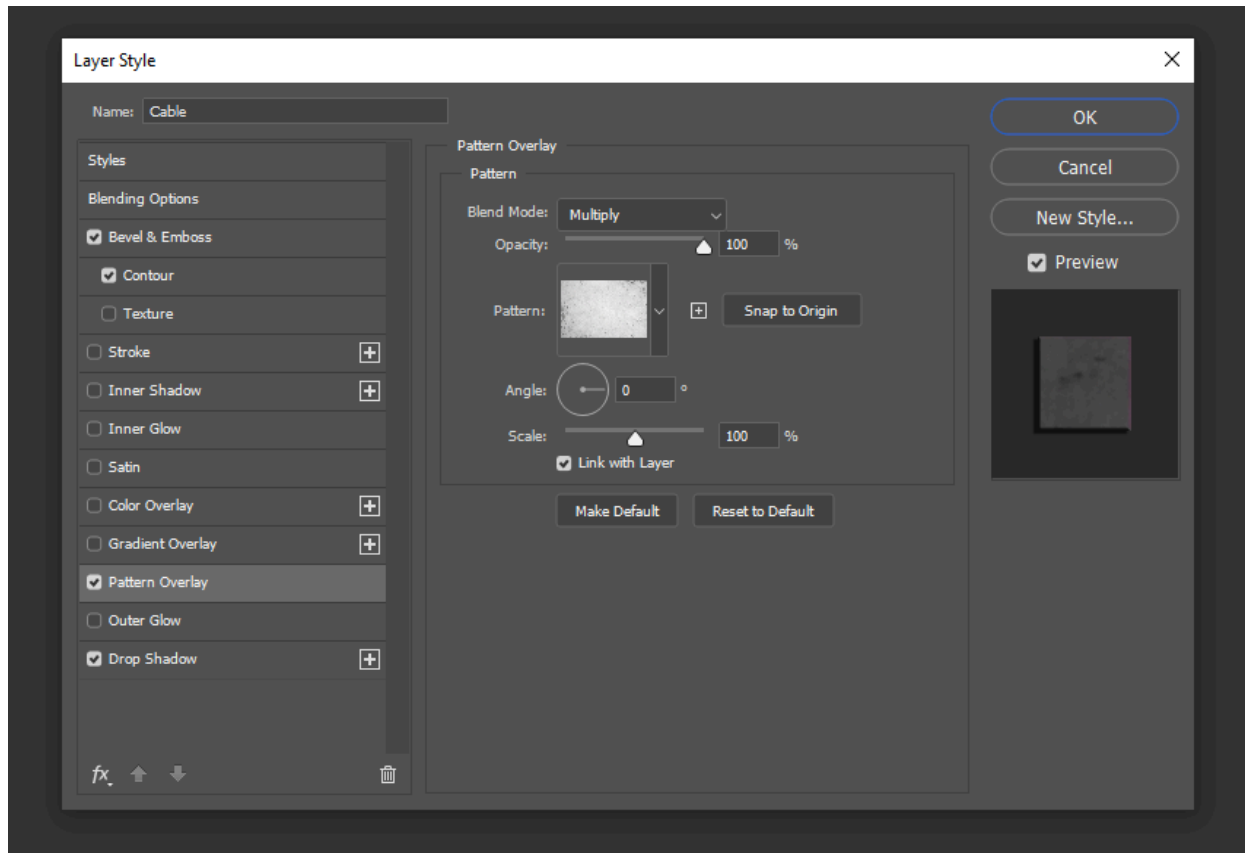 Layer Style
Name: Cable
Styles
Blending Options
Bevel & Emboss
Contour
Texture
Stroke
Inner Shadow
Inner Glow
Satin
Color Overlay
Gradient Overlay
Pattern Overlay
Outer Glow
Drop Shadow
fx
Pattern Overlay
Pattern
Blend Mode: Multiply
Opacity: 100 %
Pattern: Snap to Origin
Angle: 0 °
Scale: 100 %
Link with Layer
Make Default Reset to Default
OK
Cancel
New Style...
Preview